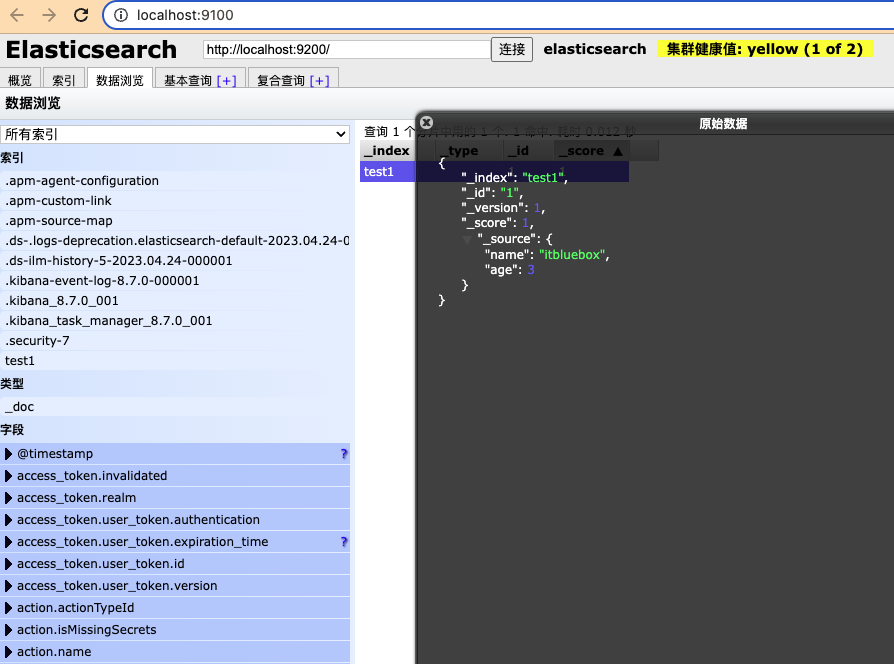 localhost:9100
Elasticsearch http://localhost:9200/ 连接 elasticsearch 集群健康值: yellow (1 of 2)
概览 索引 数据浏览 基本查询 [+] 复合查询 [+]
数据浏览
所有索引
索引
.apm-agent-configuration
.apm-custom-link
.apm-source-map
.ds-.logs-deprecation.elasticsearch-default-2023.04.24-0
.ds-ilm-history-5-2023.04.24-000001
.kibana-event-log-8.7.0-000001
.kibana_8.7.0_001
.kibana_task_manager_8.7.0_001
.security-7
test1
类型
_doc
字段
@timestamp ?
access_token.invalidated
access_token.realm
access_token.user_token.authentication
access_token.user_token.expiration_time ?
access_token.user_token.id
access_token.user_token.version
action.actionTypeId
action.isMissingSecrets
action.name
查询 1 个分片中用的 1 个. 1 命中. 耗时 0.012 秒
_index _type _id _score ▲
test1 1 1
原始数据
{
"_index": "test1",
"_id": "1",
"_version": 1,
"_score": 1,
"_source": {
"name": "itbluebox",
"age": 3
}
}